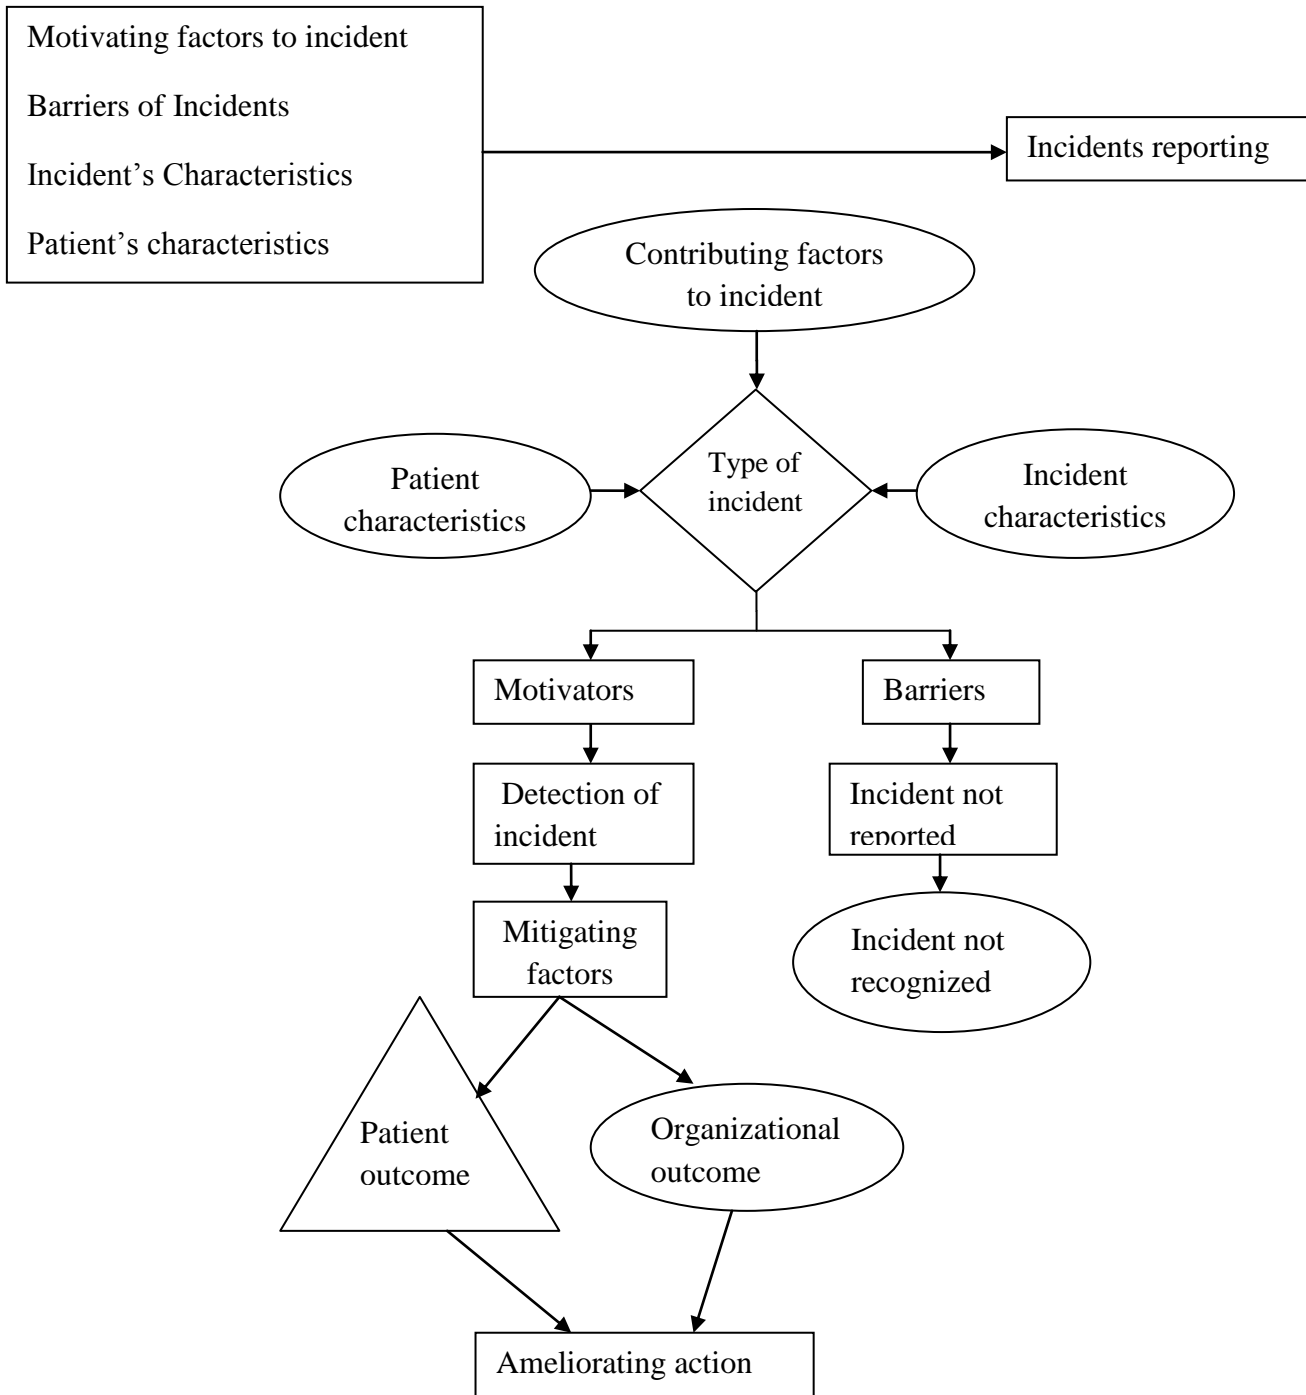 Motivating factors to incident
Barriers of Incidents
Incident’s Characteristics
Patient’s characteristics
Incidents reporting
Contributing factors
to incident
Patient
characteristics
Type of
incident
Incident
characteristics
Motivators
Barriers
Detection of
incident
Incident not
reported
Mitigating
factors
Incident not
recognized
Patient
outcome
Organizational
outcome
Ameliorating action